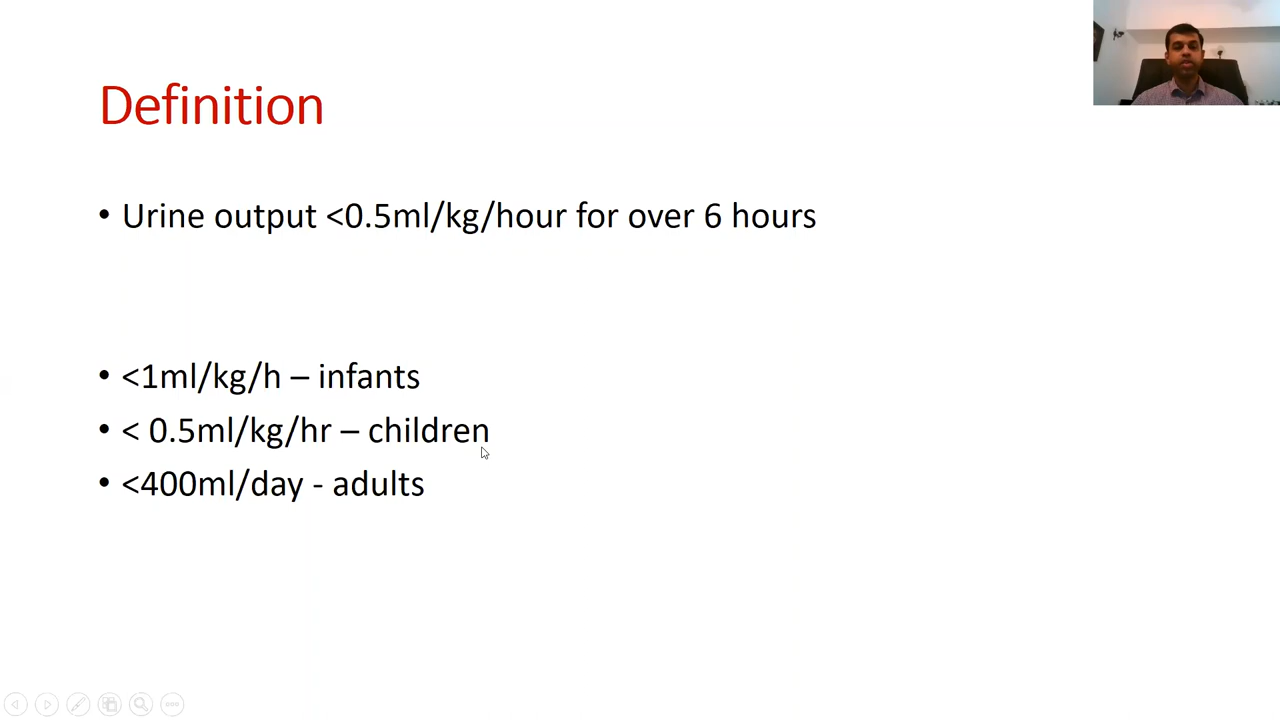 Definition
• Urine output <0.5ml/kg/hour for over 6 hours
• <1ml/kg/h – infants
• < 0.5ml/kg/hr – children
• <400ml/day - adults